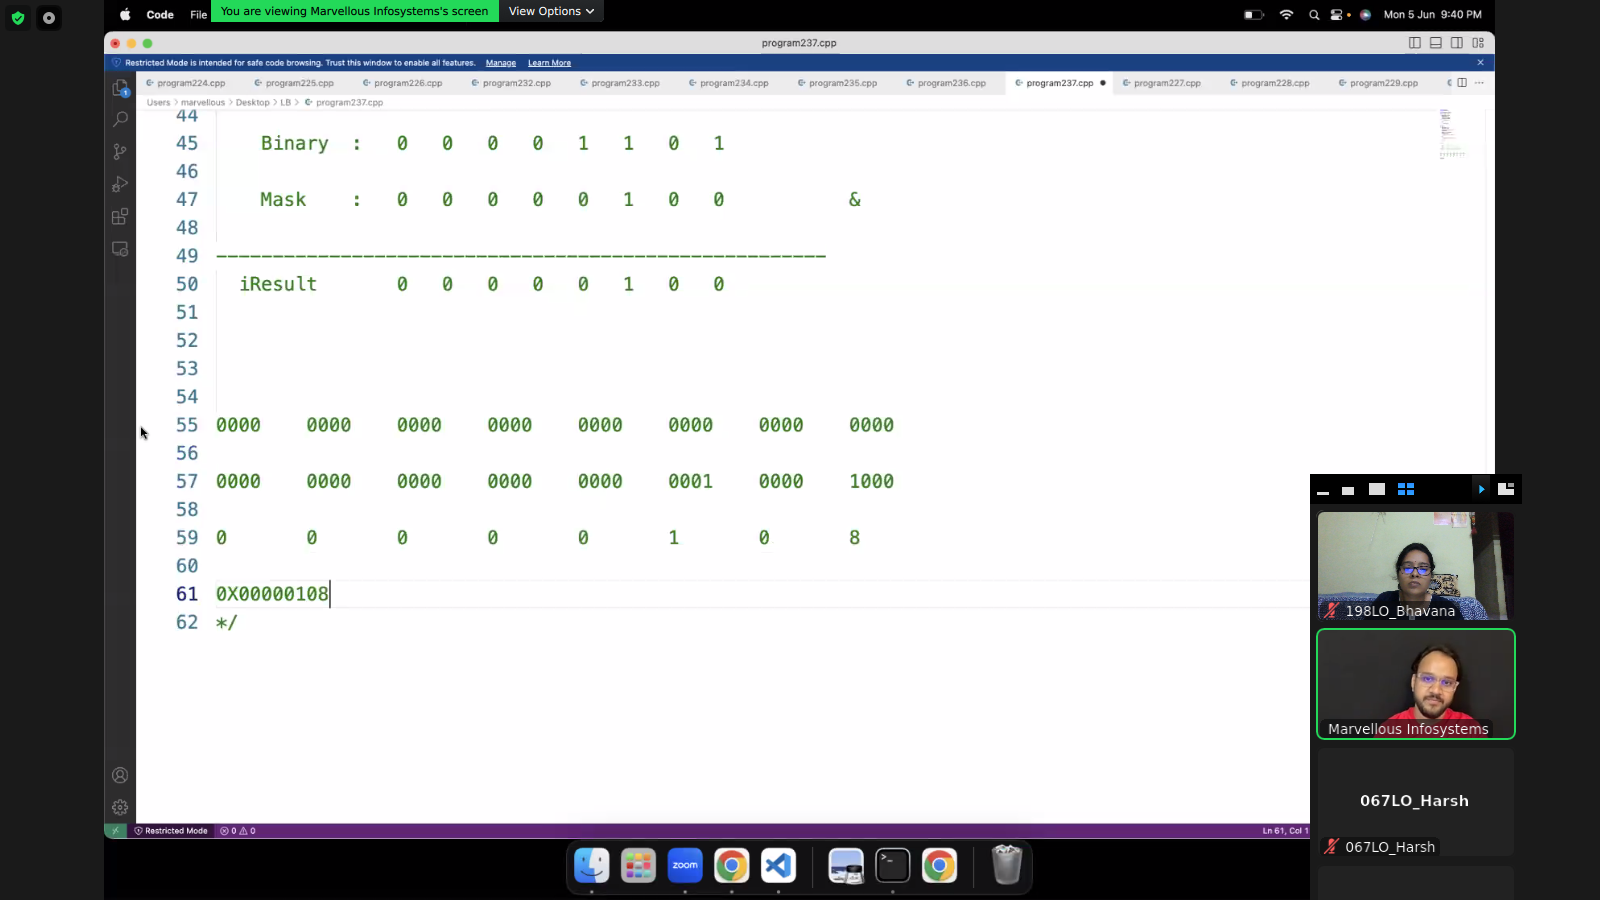 Code File You are viewing Marvellous Infosystems's screen View Options Mon 5 Jun 9:40 PM
program237.cpp
Restricted Mode is intended for safe code browsing. Trust this window to enable all features. Manage Learn More
program224.cpp program225.cpp program226.cpp program232.cpp program233.cpp program234.cpp program235.cpp program236.cpp program237.cpp program227.cpp program228.cpp program229.cpp
Users > marvellous > Desktop > LB > program237.cpp
44
45 Binary : 0 0 0 0 1 1 0 1
46
47 Mask : 0 0 0 0 0 1 0 0 &
48
49 ------------------------------------------------------
50 iResult 0 0 0 0 0 1 0 0
51
52
53
54
55 0000 0000 0000 0000 0000 0000 0000 0000
56
57 0000 0000 0000 0000 0000 0001 0000 1000
58
59 0 0 0 0 0 1 0 8
60
61 0X00000108
62 */
198LO_Bhavana
Marvellous Infosystems
067LO_Harsh
067LO_Harsh
Restricted Mode 0 0 Ln 61, Col 1
zoom